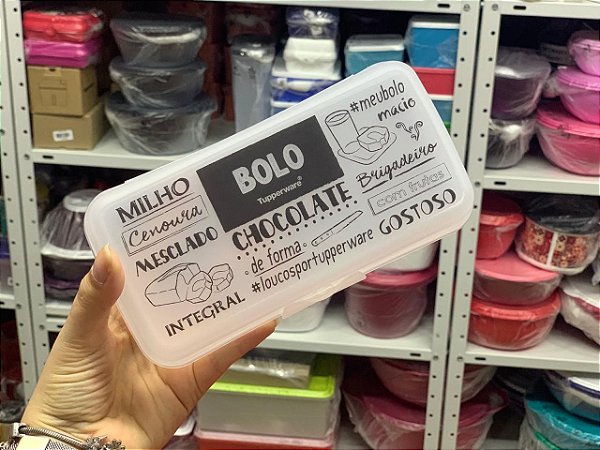 #meubolo
macio
BOLO
Tupperware®
Brigadeiro
MILHO
Cenoura
CHOCOLATE
com frutas
MESCLADO
de forma
GOSTOSO
#loucosportupperware
INTEGRAL